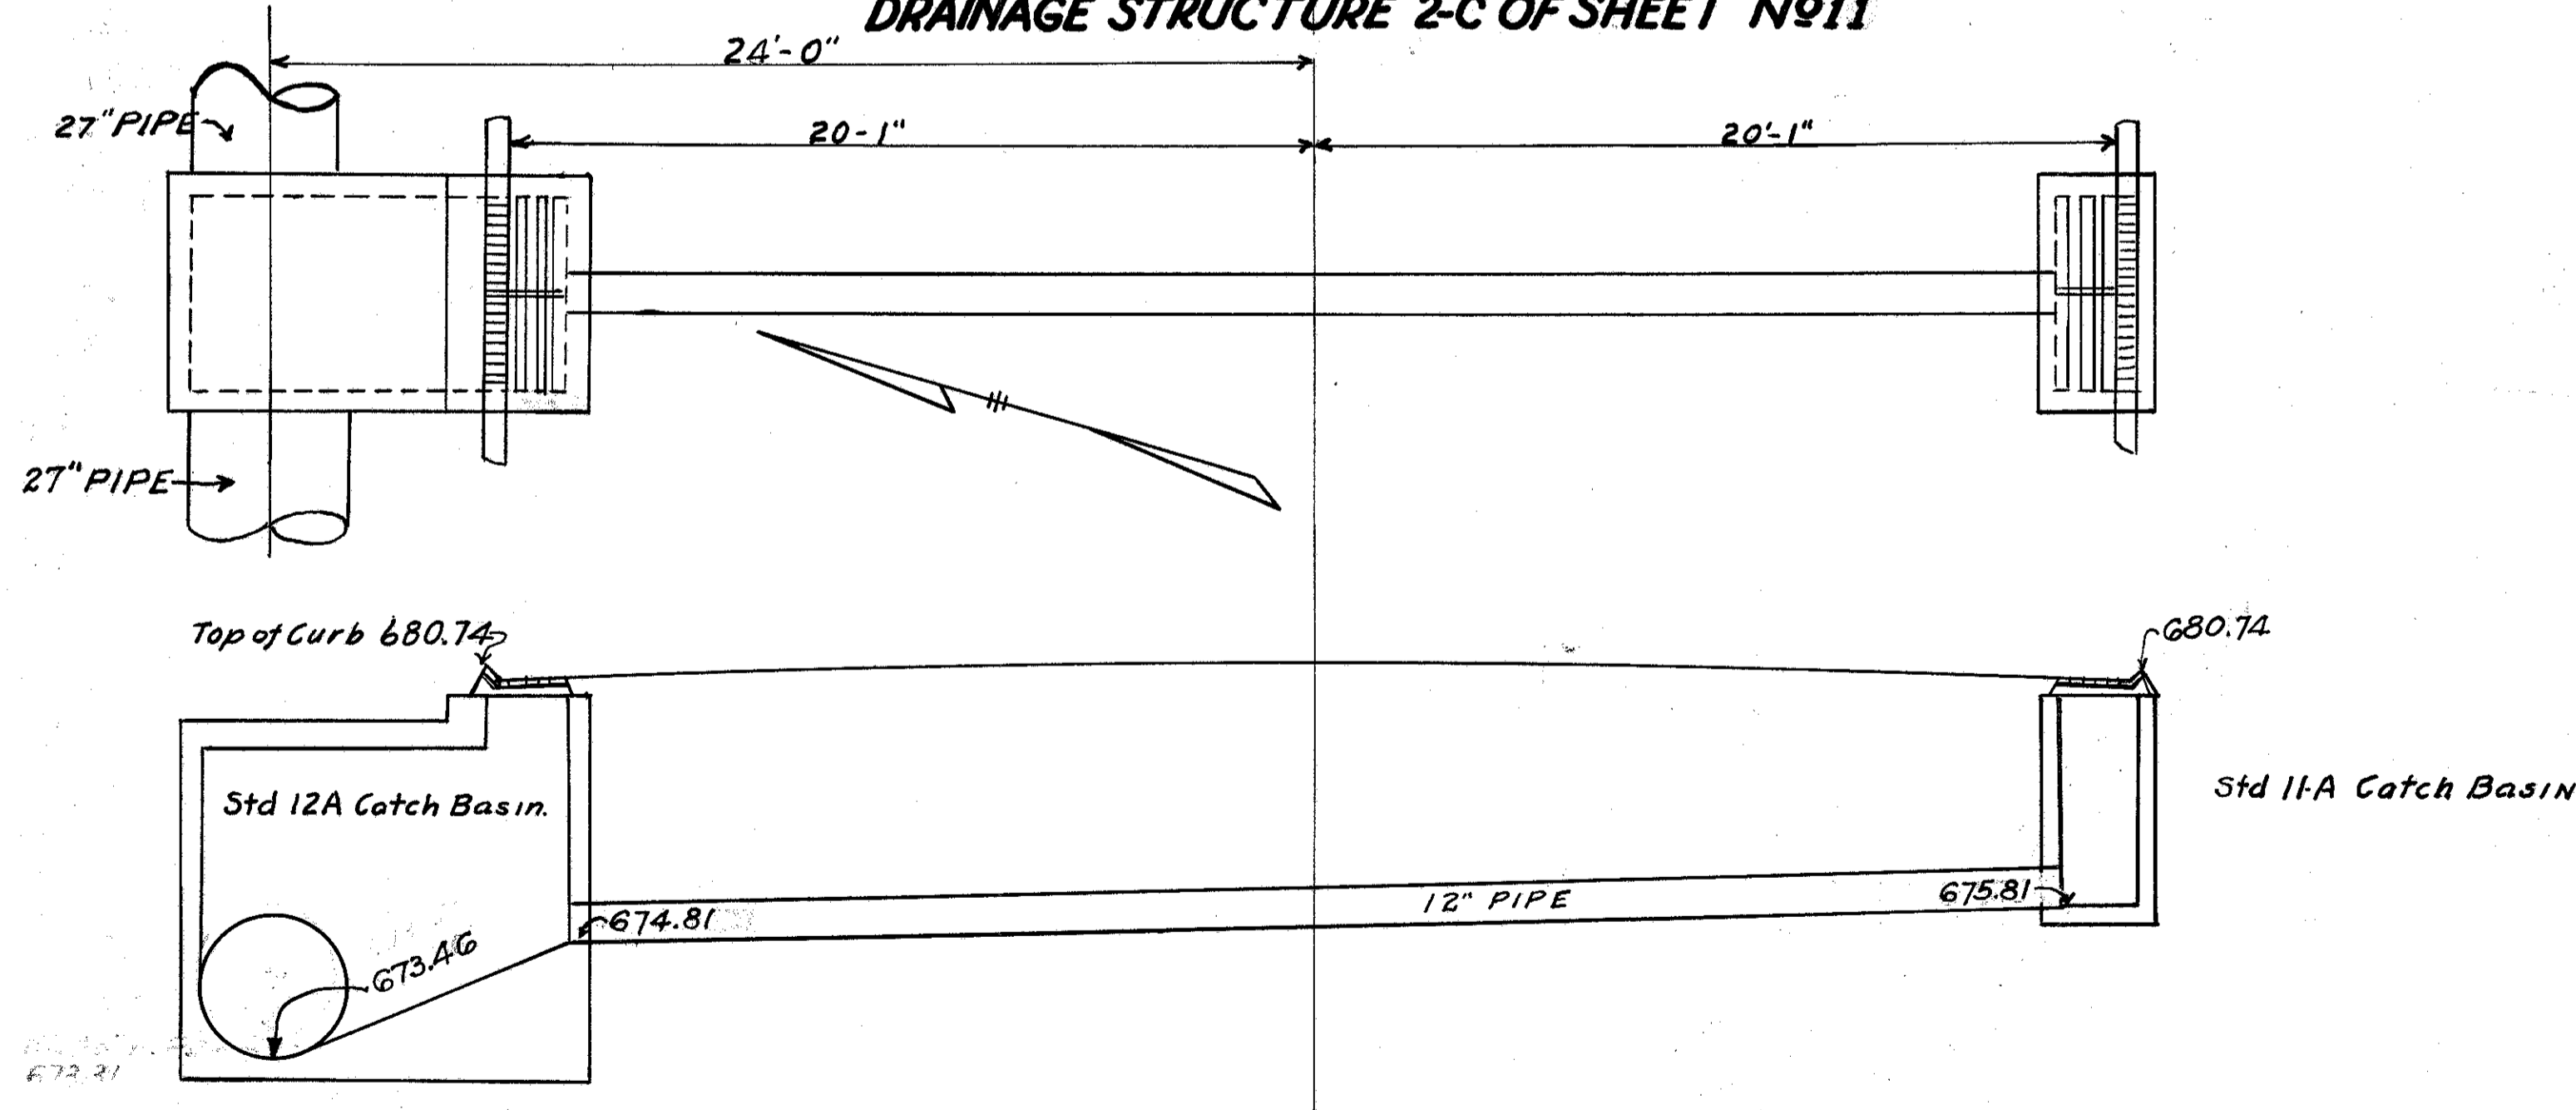 DRAINAGE STRUCTURE 2-C OF SHEET Nº11
24'-0"
27" PIPE
20-1"
20'-1"
27" PIPE
Top of Curb 680.74
680.74
Std 12A Catch Basin.
Std 11-A Catch Basin
12" PIPE
675.81
674.81
673.46